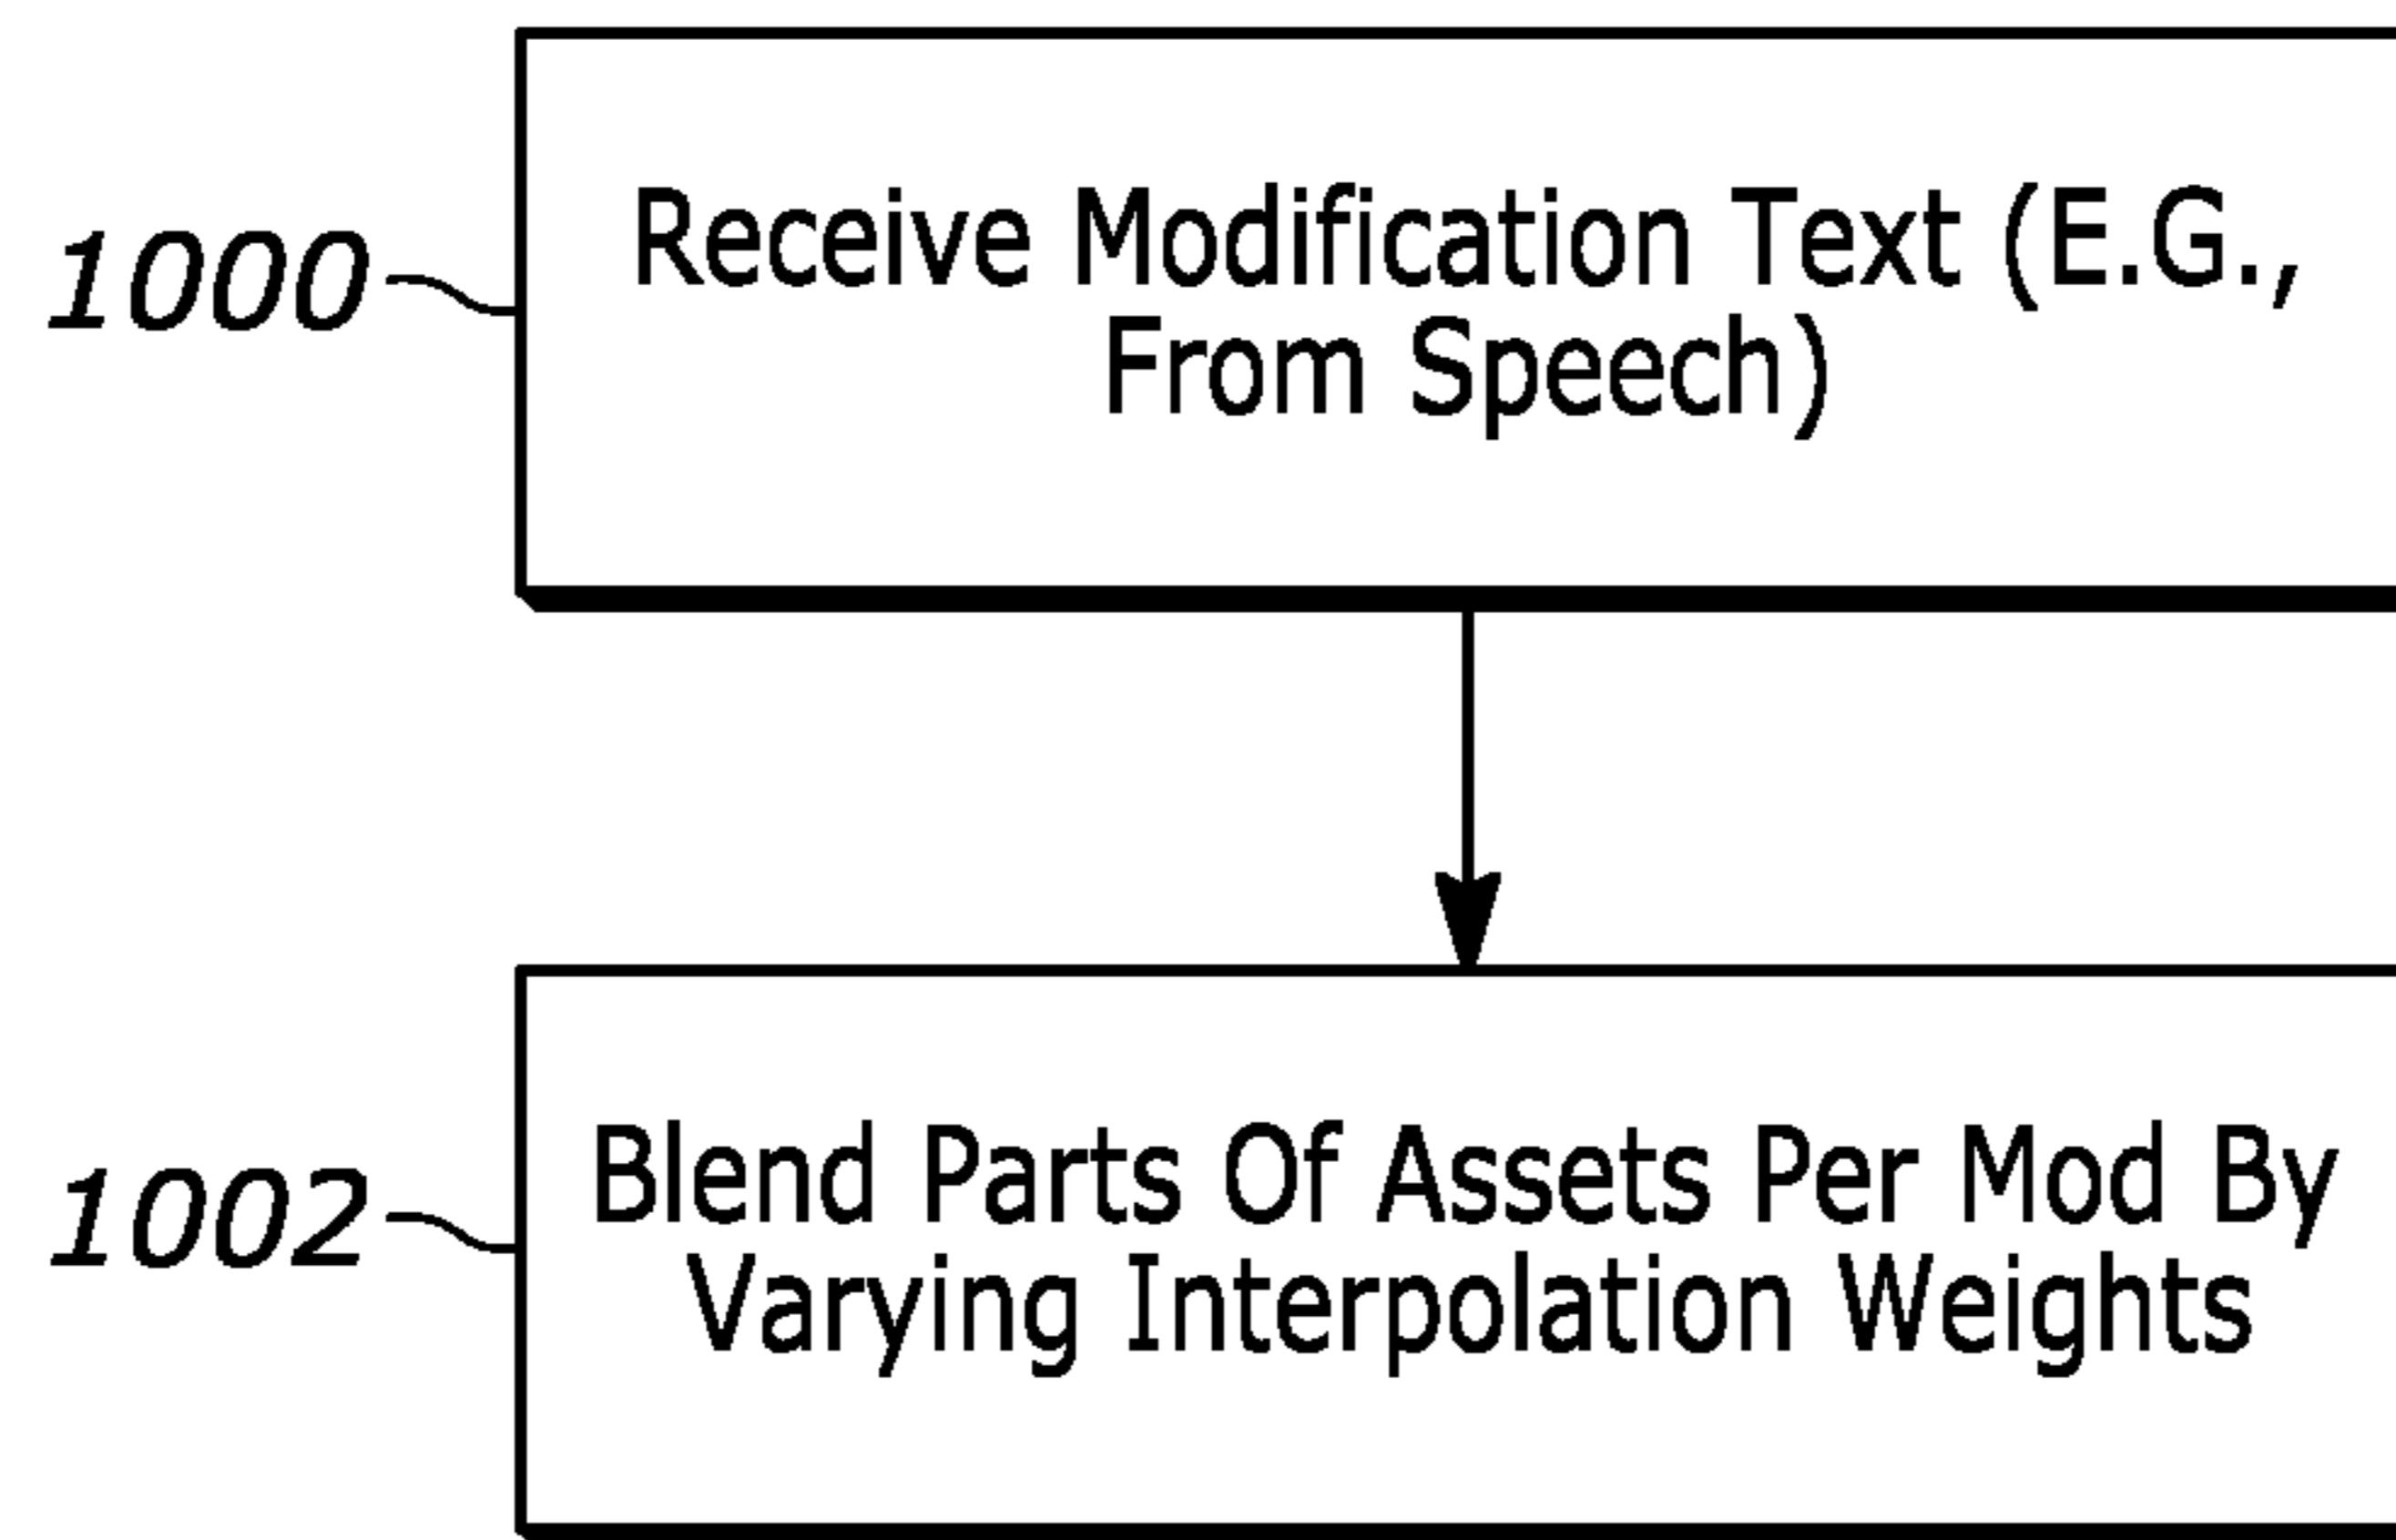 1000
Receive Modification Text (E.G.,
From Speech)
1002
Blend Parts Of Assets Per Mod By
Varying Interpolation Weights